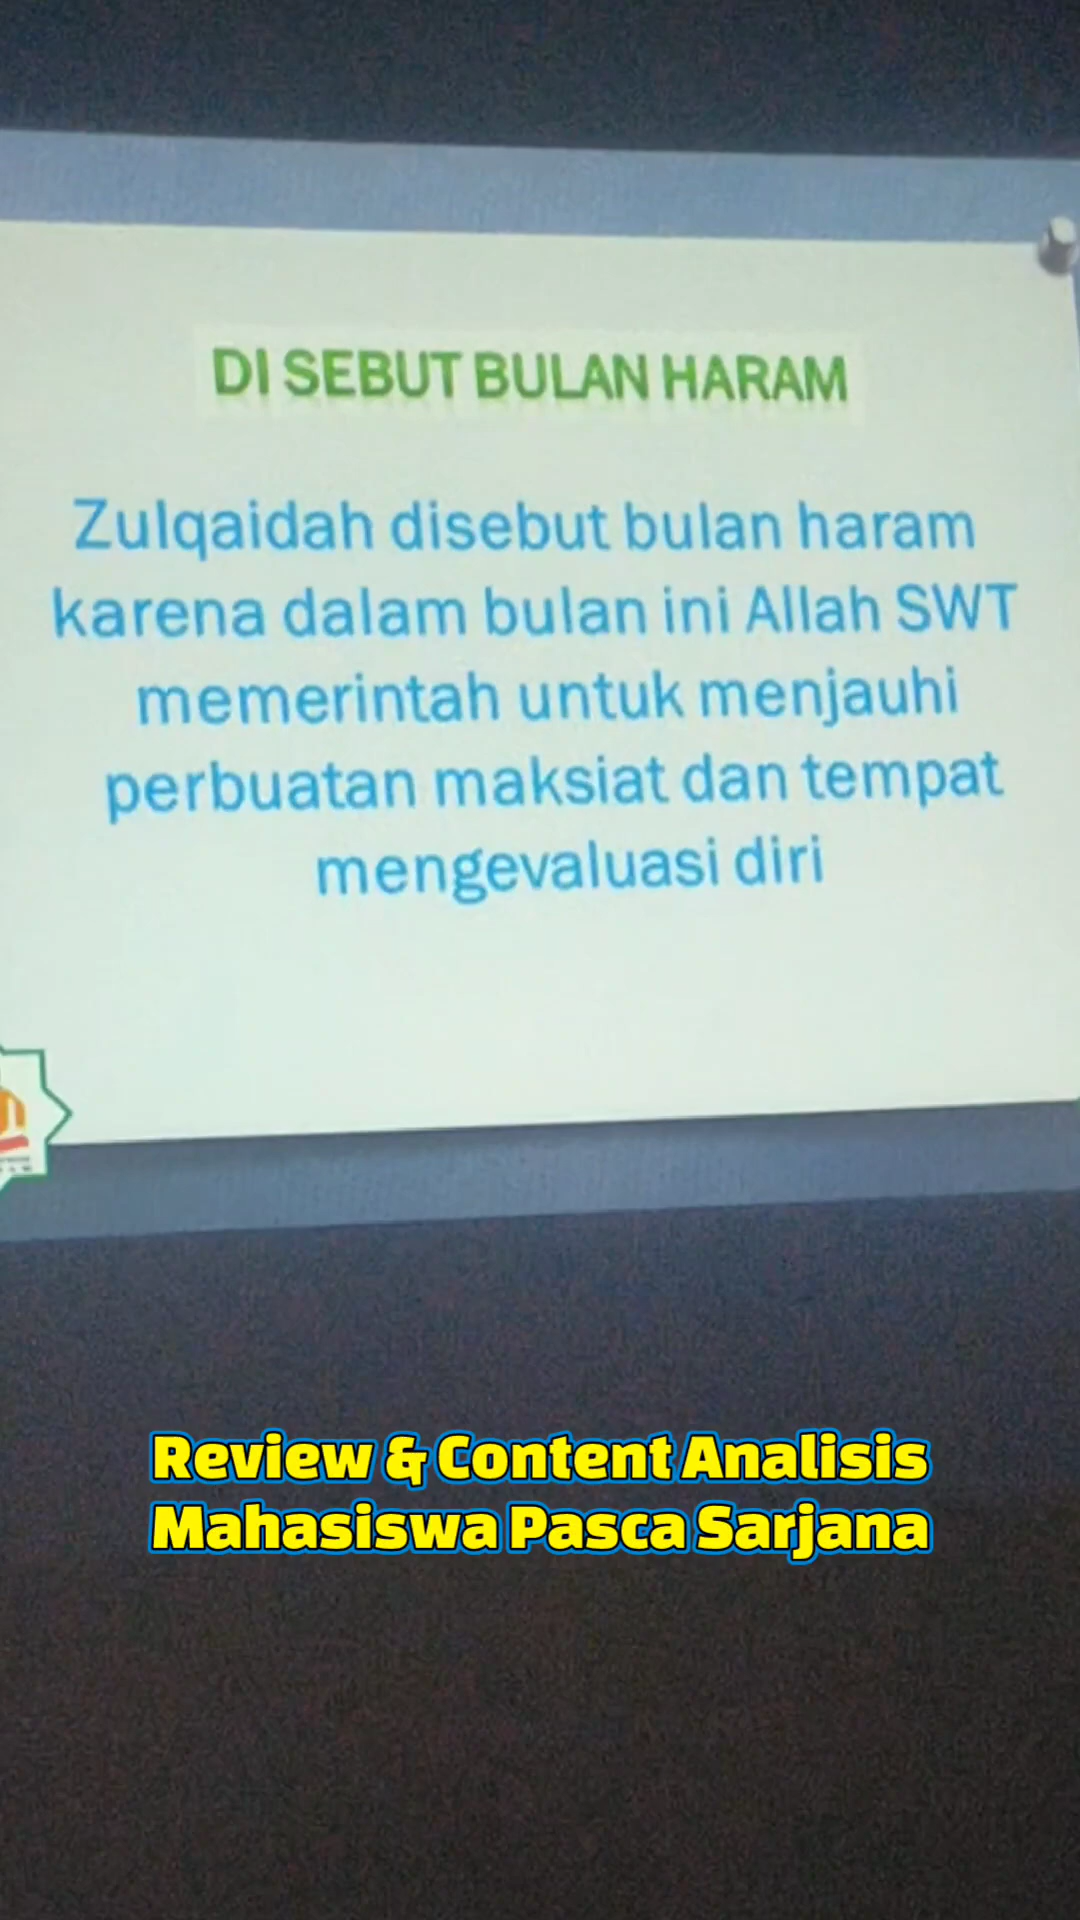 DI SEBUT BULAN HARAM
Zulqaidah disebut bulan haram
karena dalam bulan ini Allah SWT
memerintah untuk menjauhi
perbuatan maksiat dan tempat
mengevaluasi diri
Review & Content Analisis
Mahasiswa Pasca Sarjana